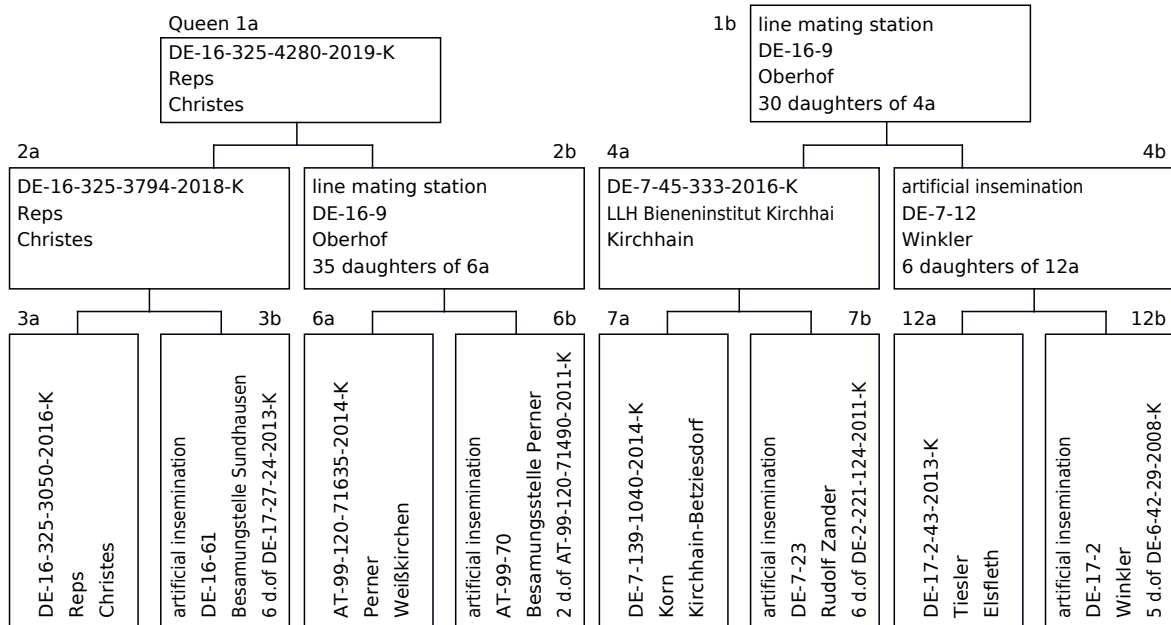 Queen 1a
DE-16-325-4280-2019-K
Reps
Christes
1b
line mating station
DE-16-9
Oberhof
30 daughters of 4a
2a
DE-16-325-3794-2018-K
Reps
Christes
2b
line mating station
DE-16-9
Oberhof
35 daughters of 6a
4a
DE-7-45-333-2016-K
LLH Bieneninstitut Kirchhai
Kirchhain
4b
artificial insemination
DE-7-12
Winkler
6 daughters of 12a
3a
DE-16-325-3050-2016-K
Reps
Christes
3b
artificial insemination
DE-16-61
Besamungstelle Sundhausen
6 d.of DE-17-27-24-2013-K
6a
AT-99-120-71635-2014-K
Perner
Weißkirchen
6b
artificial insemination
AT-99-70
Besamungsstelle Perner
2 d.of AT-99-120-71490-2011-K
7a
DE-7-139-1040-2014-K
Korn
Kirchhain-Betziesdorf
7b
artificial insemination
DE-7-23
Rudolf Zander
6 d.of DE-2-221-124-2011-K
12a
DE-17-2-43-2013-K
Tiesler
Elsfleth
12b
artificial insemination
DE-17-2
Winkler
5 d.of DE-6-42-29-2008-K